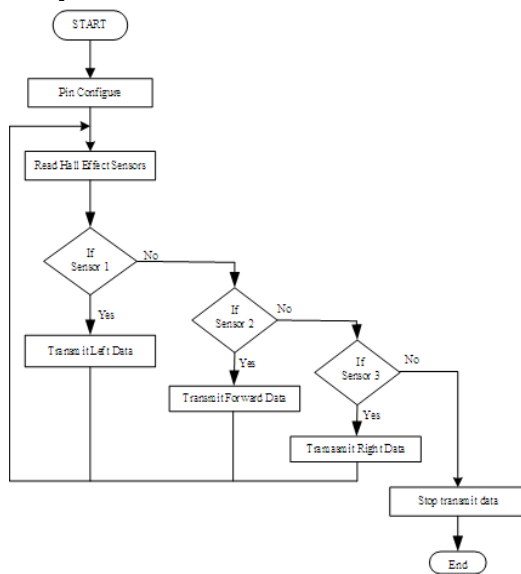 START
Pin Configure
Read Hall Effect Sensors
If
Sensor 1
No
Yes
Transmit Left Data
If
Sensor 2
No
Yes
Transmit Forward Data
If
Sensor 3
No
Yes
Tramasmit Right Data
Stop transmit data
End